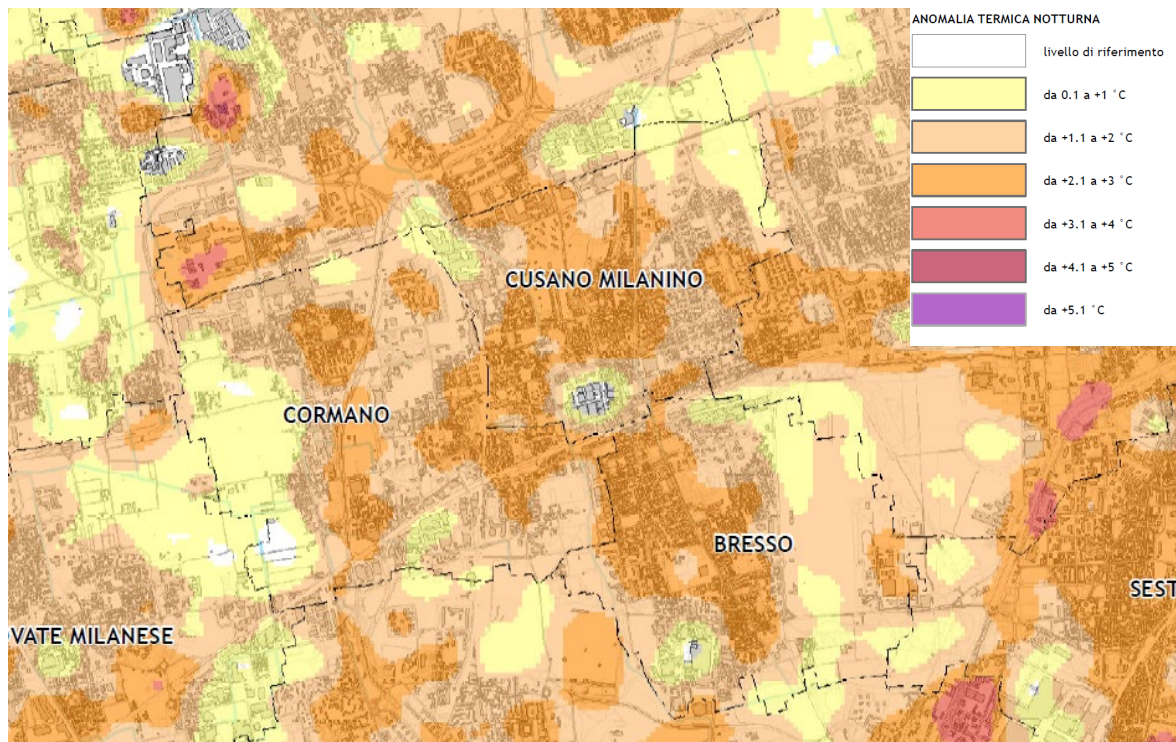 ANOMALIA TERMICA NOTTURNA
livello di riferimento
da 0.1 a +1 °C
da +1.1 a +2 °C
da +2.1 a +3 °C
da +3.1 a +4 °C
da +4.1 a +5 °C
da +5.1 °C
CUSANO MILANINO
CORMANO
BRESSO
SEST
OVATE MILANESE